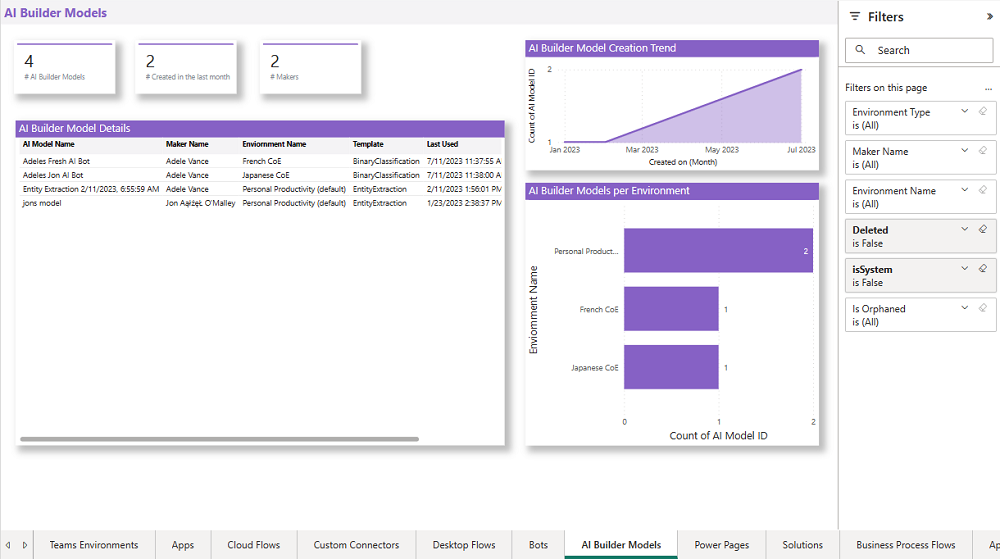 AI Builder Models
4
# AI Builder Models
2
# Created in the last month
2
# Makers
AI Builder Model Details
AI Model Name Maker Name Enviornment Name Template Last Used
Adeles Fresh AI Bot Adele Vance French CoE BinaryClassification 7/11/2023 11:37:55 A
Adeles Jon AI Bot Adele Vance Japanese CoE BinaryClassification 7/11/2023 11:38:00 A
Entity Extraction 2/11/2023, 6:55:59 AM Adele Vance Personal Productivity (default) EntityExtraction 2/11/2023 1:56:01 PM
jons model Jon Aąłżęł O'Malley Personal Productivity (default) EntityExtraction 1/23/2023 2:38:37 PM
AI Builder Model Creation Trend
Count of AI Model ID
2
1
Jan 2023 Mar 2023 May 2023 Jul 2023
Created on (Month)
AI Builder Models per Environment
Enviornment Name
Personal Product... 2
French CoE 1
Japanese CoE 1
0 1 2
Count of AI Model ID
Filters
Search
Filters on this page
...
Environment Type
is (All)
Maker Name
is (All)
Environment Name
is (All)
Deleted
is False
isSystem
is False
Is Orphaned
is (All)
Teams Environments Apps Cloud Flows Custom Connectors Desktop Flows Bots AI Builder Models Power Pages Solutions Business Process Flows Ap